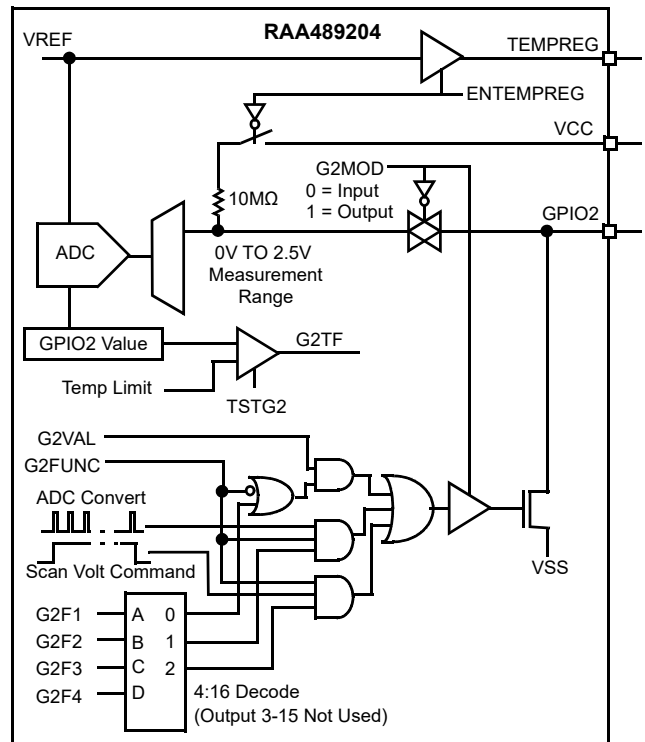 RAA489204
VREF
TEMPREG
ENTEMPREG
VCC
G2MOD
0 = Input
1 = Output
10MΩ
GPIO2
ADC
0V TO 2.5V
Measurement
Range
GPIO2 Value
G2TF
Temp Limit
TSTG2
G2VAL
G2FUNC
ADC Convert
Scan Volt Command
VSS
G2F1
A 0
G2F2
B 1
G2F3
C 2
G2F4
D
4:16 Decode
(Output 3-15 Not Used)